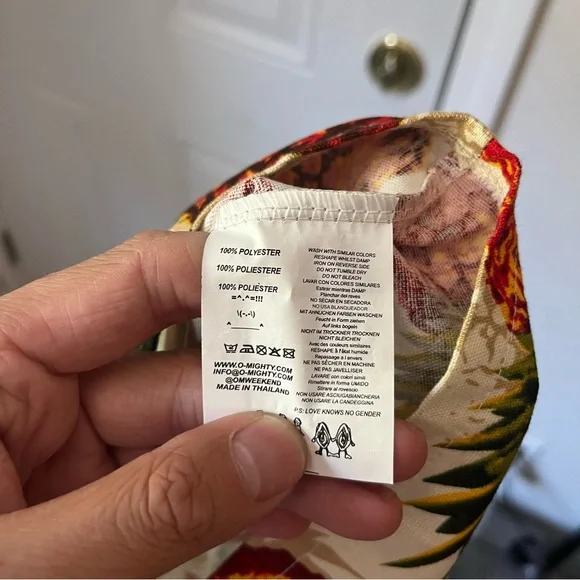 100% POLYESTER
100% POLIESTERE
100% POLIÉSTER
=^.^=!!!
\(-.-\)
^_____^
WWW.O-MIGHTY.COM
INFO@O-MIGHTY.COM
@OMWEEKEND
MADE IN THAILAND
WASH WITH SIMILAR COLORS
RESHAPE WHILST DAMP
IRON ON REVERSE SIDE
DO NOT TUMBLE DRY
DO NOT BLEACH
LAVAR CON COLORES SIMILARES
Estirar mientras DAMP
Planchar del revés
NO SECAR EN SECADORA
NO USA BLANQUEADOR
MIT ÄHNLICHEN FARBEN WASCHEN
Feucht in Form ziehen
Auf links bügeln
NICHT IM TROCKNER TROCKNEN
NICHT BLEICHEN
Avec des couleurs similaires
RESHAPE à l'état humide
Repassage à l'envers
NE PAS SÉCHER EN MACHINE
NE PAS JAVELLISER
LAVARE con colori simili
Rimettere in forma UMIDO
Stirare al rovescio
NON USARE ASCIUGABIANCHERIA
NON USARE LA CANDEGGINA
P.S: LOVE KNOWS NO GENDER